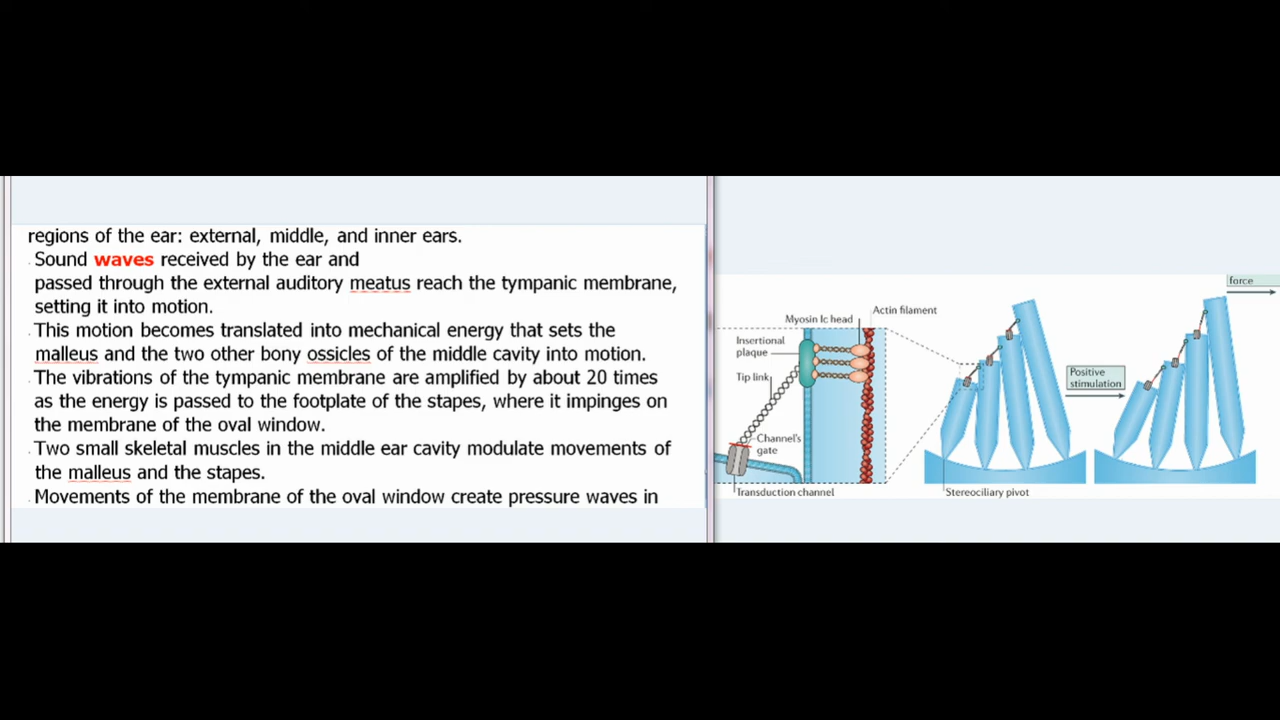 regions of the ear: external, middle, and inner ears.
Sound waves received by the ear and
passed through the external auditory meatus reach the tympanic membrane,
setting it into motion.
This motion becomes translated into mechanical energy that sets the
malleus and the two other bony ossicles of the middle cavity into motion.
The vibrations of the tympanic membrane are amplified by about 20 times
as the energy is passed to the footplate of the stapes, where it impinges on
the membrane of the oval window.
Two small skeletal muscles in the middle ear cavity modulate movements of
the malleus and the stapes.
Movements of the membrane of the oval window create pressure waves in
force
Actin filament
Myosin Ic head
Insertional
plaque
Tip link
Positive
stimulation
Channel's
gate
Transduction channel
Stereociliary pivot